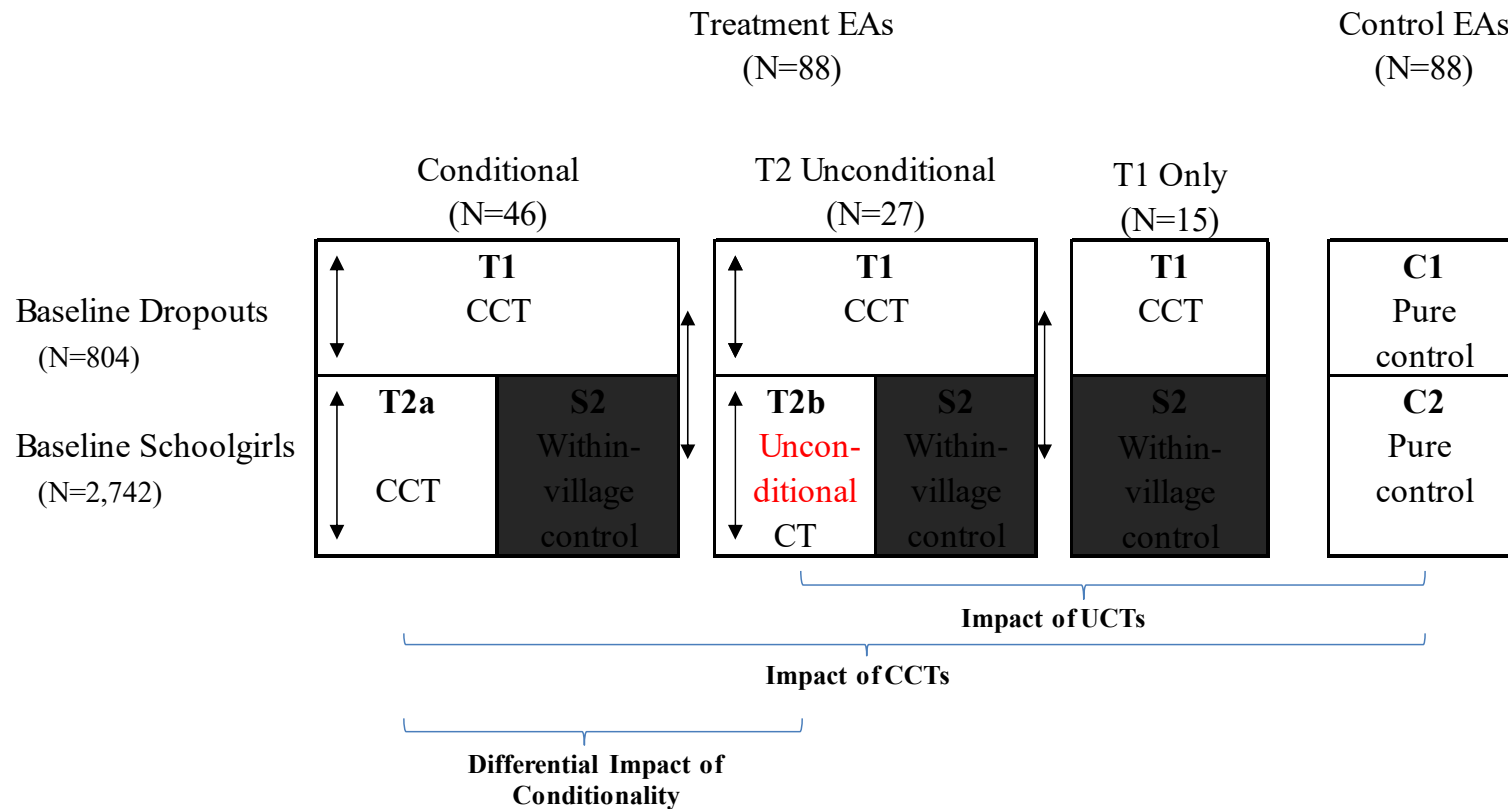 Treatment EAs
(N=88)
Control EAs
(N=88)
Conditional
(N=46)
T2 Unconditional
(N=27)
T1 Only
(N=15)
Baseline Dropouts
(N=804)
T1
CCT
T1
CCT
T1
CCT
C1
Pure
control
Baseline Schoolgirls
(N=2,742)
T2a
CCT
S2
Within-
village
control
T2b
Uncon-
ditional
CT
S2
Within-
village
control
S2
Within-
village
control
C2
Pure
control
Impact of UCTs
Impact of CCTs
Differential Impact of
Conditionality